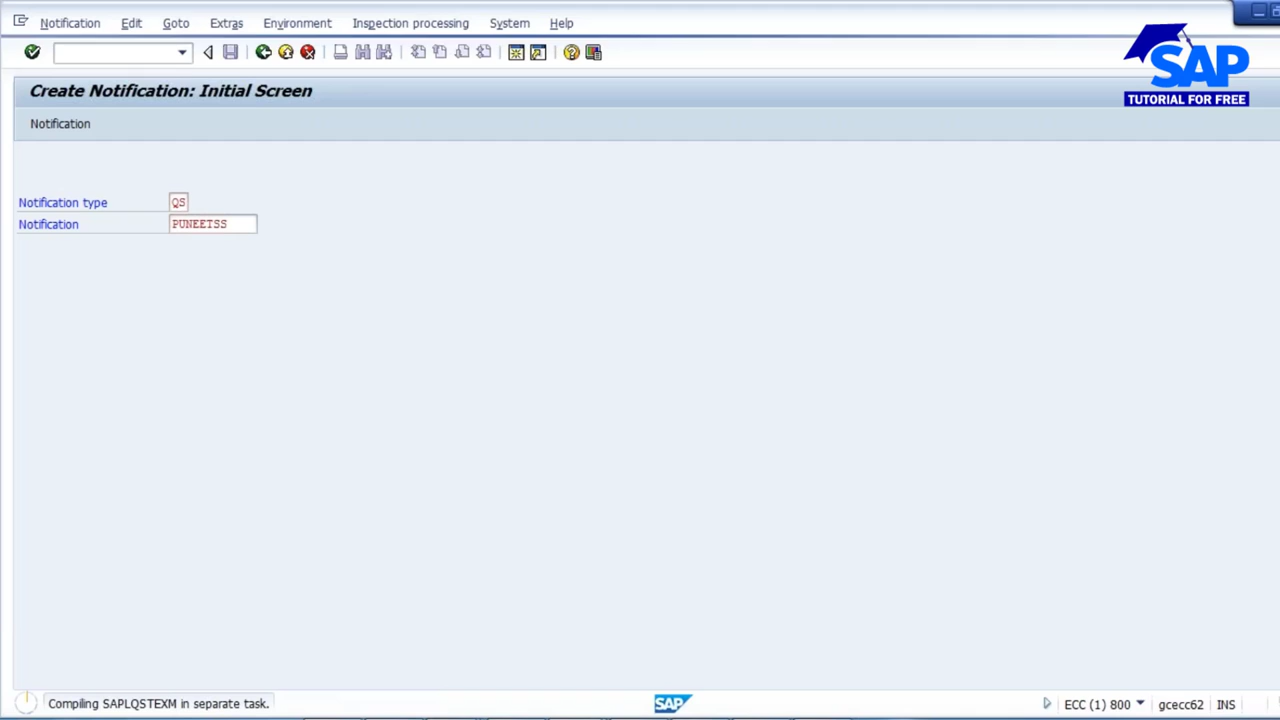 Notification Edit Goto Extras Environment Inspection processing System Help
SAP
TUTORIAL FOR FREE
Create Notification: Initial Screen
Notification
Notification type QS
Notification PUNEETSS
Compiling SAPLQSTEXM in separate task. SAP ECC (1) 800 gcecc62 INS